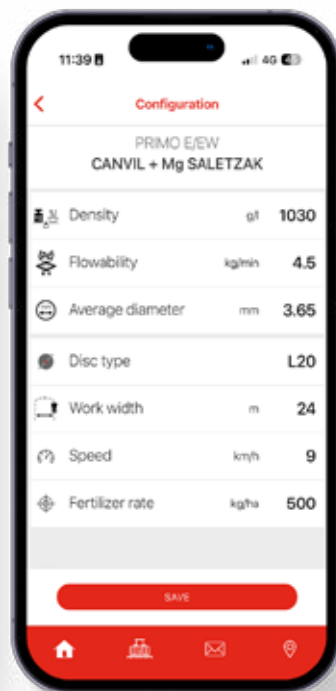 11:39
4G
Configuration
PRIMO E/EW
CANVIL + Mg SALETZAK
Density g/l 1030
Flowability kg/min 4.5
Average diameter mm 3.65
Disc type L20
Work width m 24
Speed km/h 9
Fertilizer rate kg/ha 500
SAVE